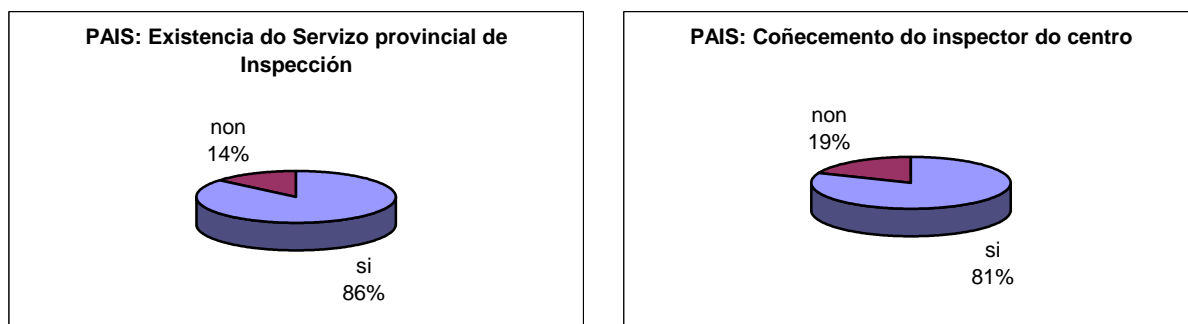 PAIS: Existencia do Servizo provincial de
Inspección
non
14%
si
86%
PAIS: Coñecemento do inspector do centro
non
19%
si
81%